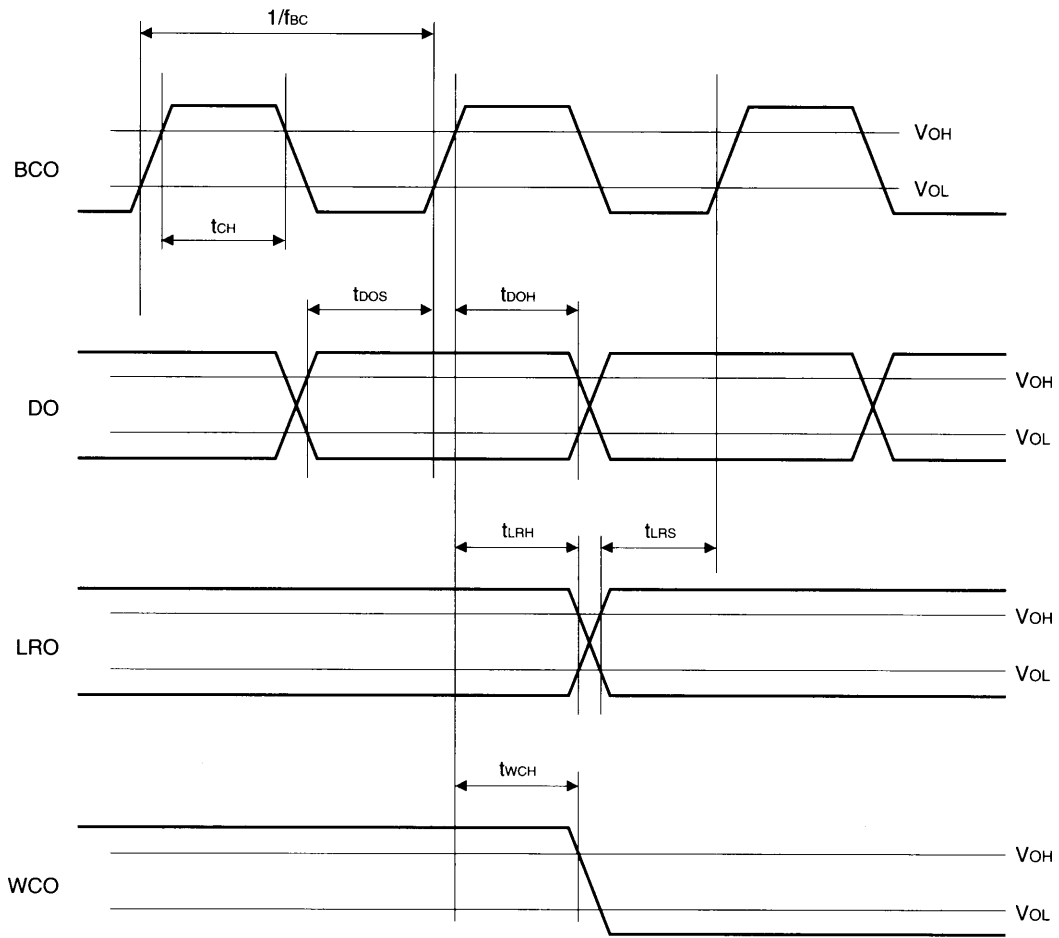 1/fBC
VOH
BCO
VOL
tCH
tDOS
tDOH
VOH
DO
VOL
tLRH
tLRS
VOH
LRO
VOL
tWCH
VOH
WCO
VOL